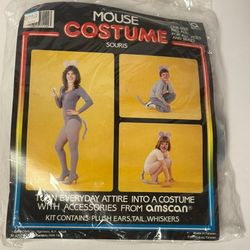 MOUSE
COSTUME
SOURIS
TURN EVERYDAY ATTIRE INTO A COSTUME
WITH ACCESSORIES FROM amscan®
KIT CONTAINS: PLUSH EARS, TAIL, WHISKERS